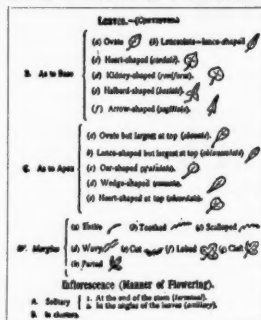 Leaves.—(Continued)
(a) Ovate (b) Lanceolate—lance-shaped
(c) Heart-shaped (cordate).
B. As to Base (d) Kidney-shaped (reniform).
(e) Halbard-shaped (hastate).
(f) Arrow-shaped (sagittate).
(a) Ovate but largest at top (obovate).
(b) Lance-shaped but largest at top (oblanceolate)
C. As to Apex (c) Oar-shaped (spatulate).
(d) Wedge-shaped (cuneate).
(e) Heart-shaped at top (obcordate).
(a) Entire (b) Toothed (c) Scalloped
Margins (d) Wavy (e) Cut (f) Lobed (g) Cleft
(h) Parted
Inflorescence (Manner of Flowering).
A. Solitary 1. At the end of the stem (terminal).
2. In the angles of the leaves (axillary).
B. In clusters.